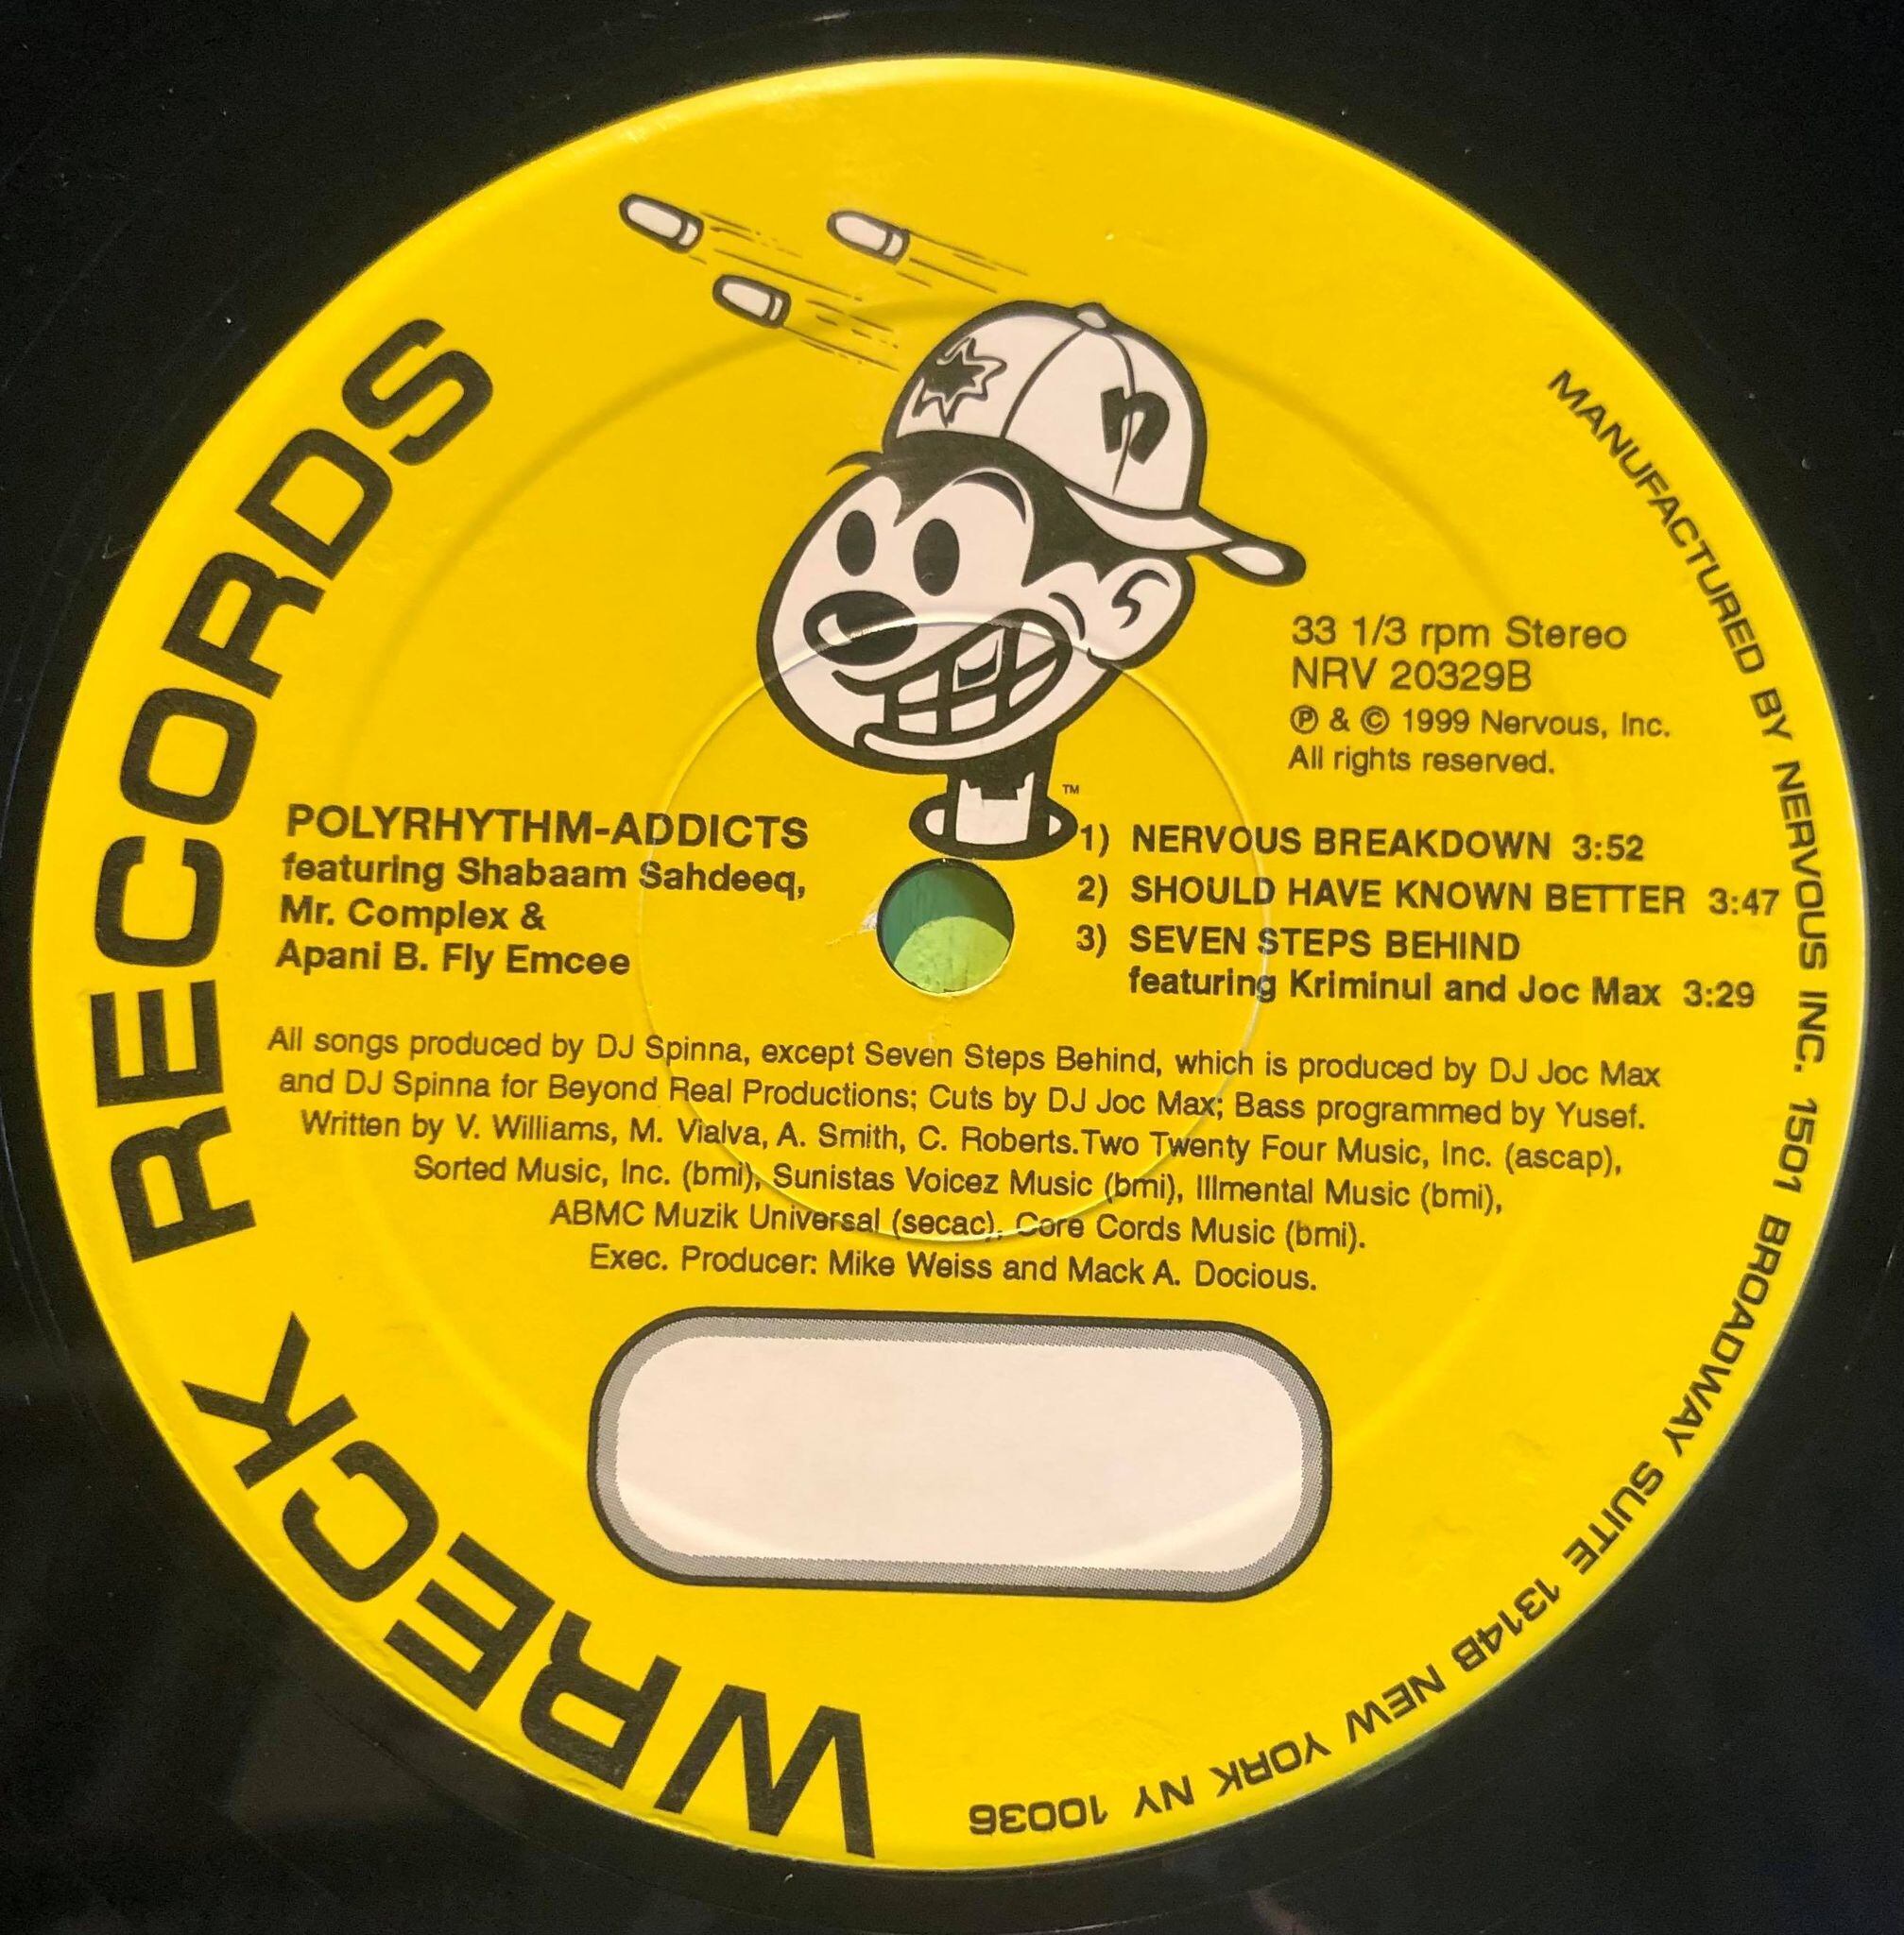 WRECK RECORDS
MANUFACTURED BY NERVOUS INC. 1501 BROADWAY SUITE 1314B NEW YORK NY 10036
n
33 1/3 rpm Stereo
NRV 20329B
℗ & © 1999 Nervous, Inc.
All rights reserved.
™
POLYRHYTHM-ADDICTS
featuring Shabaam Sahdeeq,
Mr. Complex &
Apani B. Fly Emcee
1) NERVOUS BREAKDOWN 3:52
2) SHOULD HAVE KNOWN BETTER 3:47
3) SEVEN STEPS BEHIND
featuring Kriminul and Joc Max 3:29
All songs produced by DJ Spinna, except Seven Steps Behind, which is produced by DJ Joc Max
and DJ Spinna for Beyond Real Productions; Cuts by DJ Joc Max; Bass programmed by Yusef.
Written by V. Williams, M. Vialva, A. Smith, C. Roberts.Two Twenty Four Music, Inc. (ascap),
Sorted Music, Inc. (bmi), Sunistas Voicez Music (bmi), Illmental Music (bmi),
ABMC Muzik Universal (secac), Core Cords Music (bmi).
Exec. Producer: Mike Weiss and Mack A. Docious.